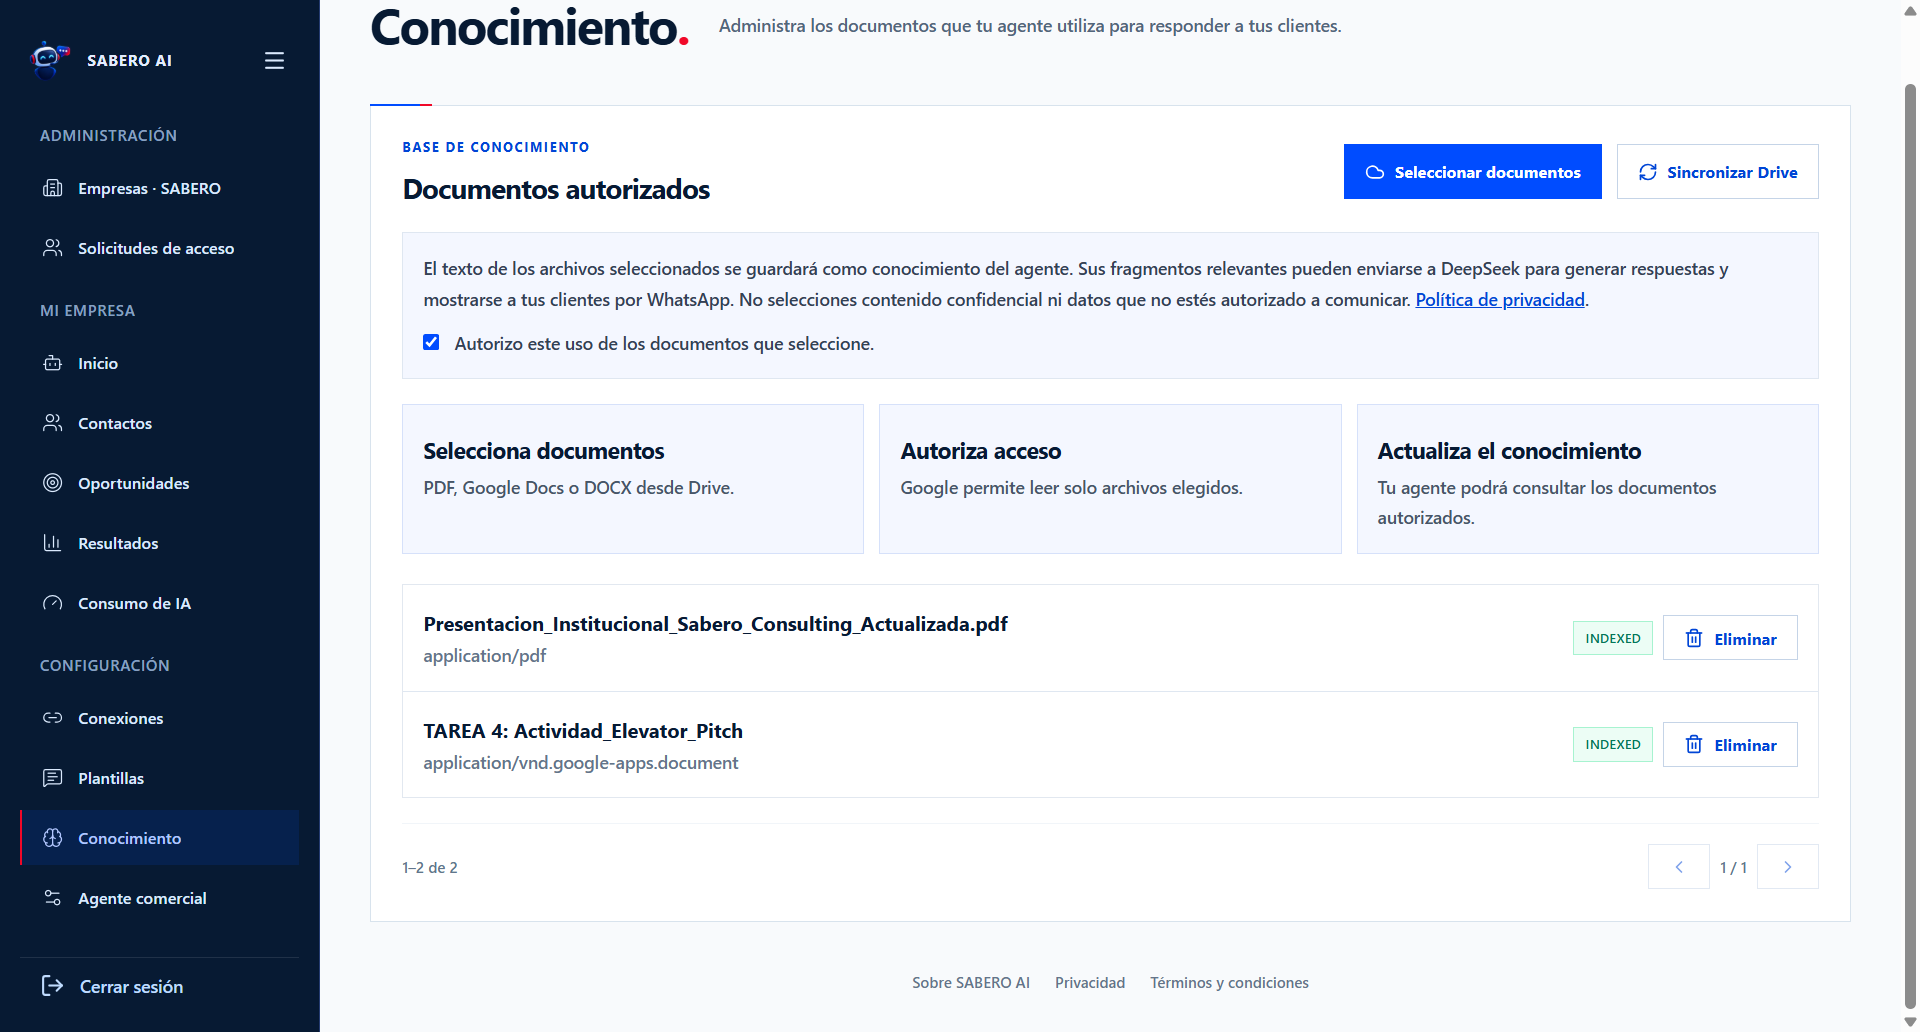 SABERO AI
ADMINISTRACIÓN
Empresas · SABERO
Solicitudes de acceso
MI EMPRESA
Inicio
Contactos
Oportunidades
Resultados
Consumo de IA
CONFIGURACIÓN
Conexiones
Plantillas
Conocimiento
Agente comercial
Cerrar sesión
Conocimiento.
Administra los documentos que tu agente utiliza para responder a tus clientes.
BASE DE CONOCIMIENTO
Documentos autorizados
Seleccionar documentos
Sincronizar Drive
El texto de los archivos seleccionados se guardará como conocimiento del agente. Sus fragmentos relevantes pueden enviarse a DeepSeek para generar respuestas y
mostrarse a tus clientes por WhatsApp. No selecciones contenido confidencial ni datos que no estés autorizado a comunicar. Política de privacidad.
Autorizo este uso de los documentos que seleccione.
Selecciona documentos
PDF, Google Docs o DOCX desde Drive.
Autoriza acceso
Google permite leer solo archivos elegidos.
Actualiza el conocimiento
Tu agente podrá consultar los documentos
autorizados.
Presentacion_Institucional_Sabero_Consulting_Actualizada.pdf
application/pdf
INDEXED
Eliminar
TAREA 4: Actividad_Elevator_Pitch
application/vnd.google-apps.document
INDEXED
Eliminar
1–2 de 2
1 / 1
Sobre SABERO AI
Privacidad
Términos y condiciones